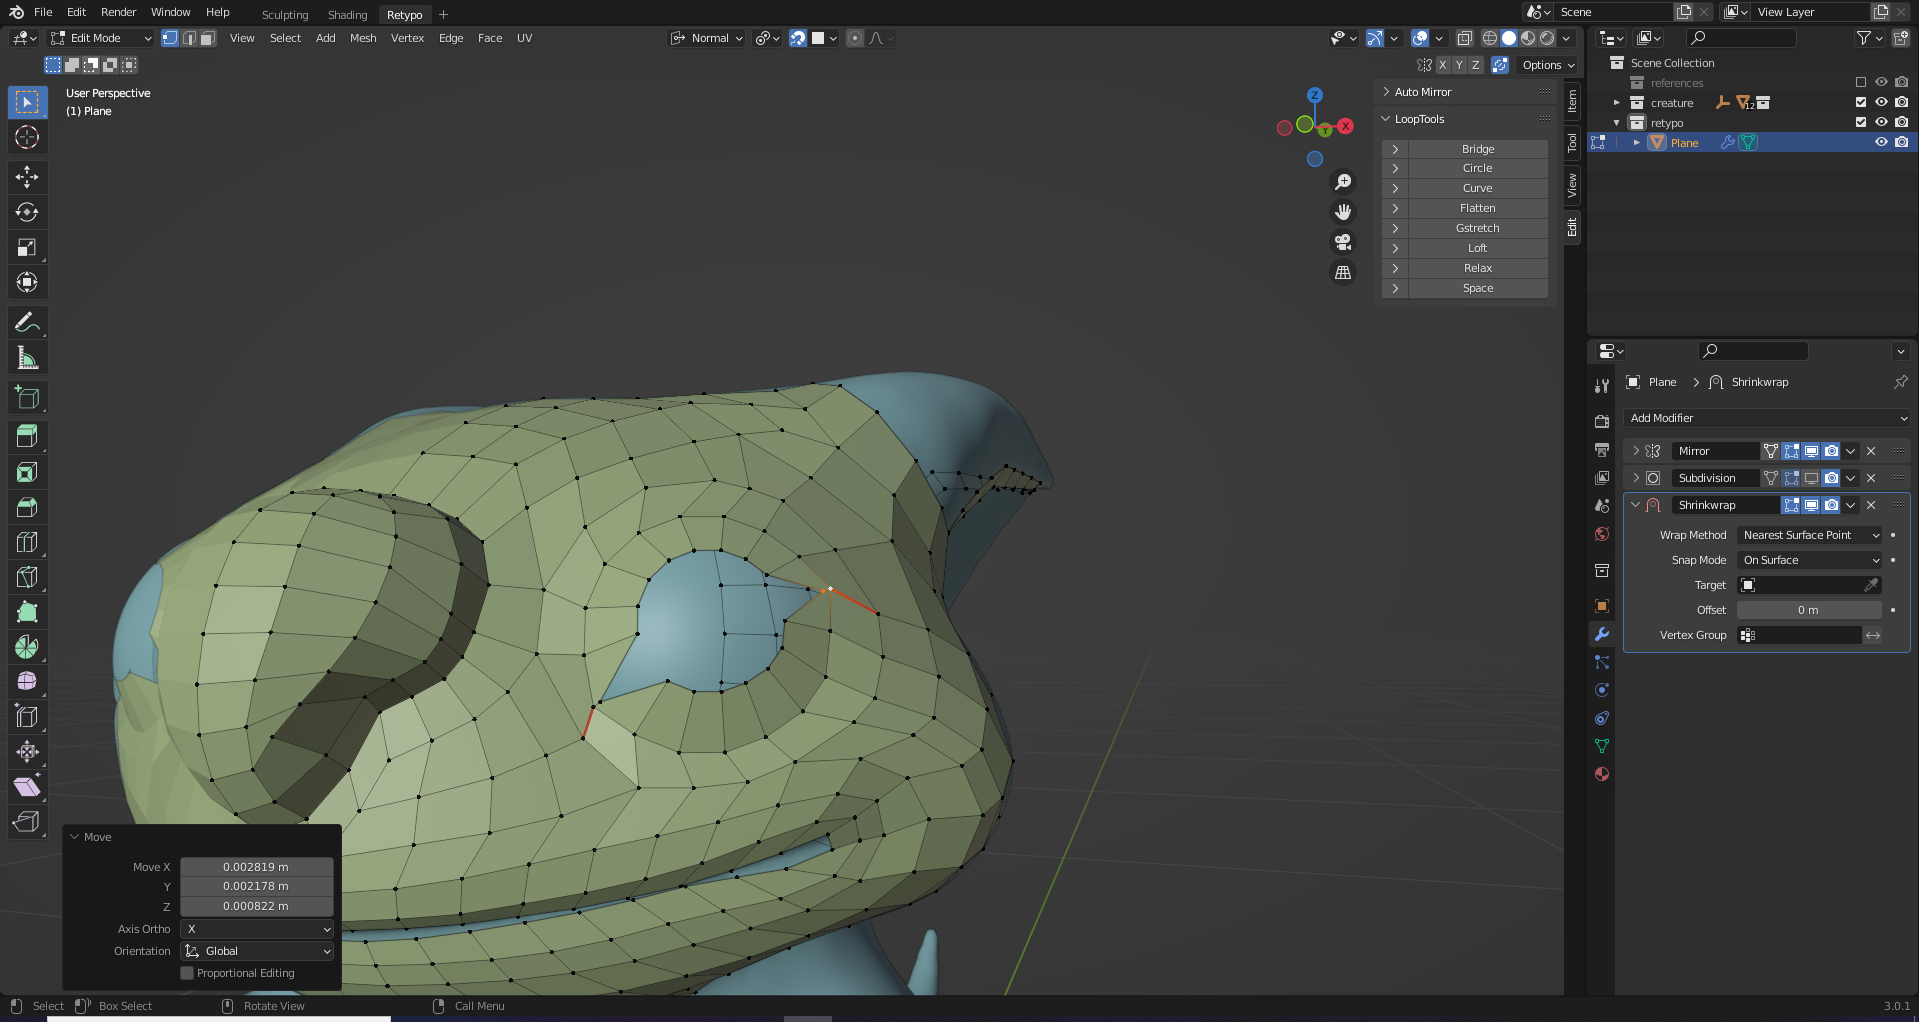 File Edit Render Window Help Sculpting Shading Retypo + Scene View Layer
Edit Mode View Select Add Mesh Vertex Edge Face UV Normal
X Y Z Options
User Perspective
(1) Plane
Z
X
Y
Auto Mirror
LoopTools
Bridge
Circle
Curve
Flatten
Gstretch
Loft
Relax
Space
Item
Tool
View
Edit
Scene Collection
references
creature 12
retypo
Plane
Plane > Shrinkwrap
Add Modifier
Mirror
Subdivision
Shrinkwrap
Wrap Method Nearest Surface Point
Snap Mode On Surface
Target
Offset 0 m
Vertex Group
Move
Move X 0.002819 m
Y 0.002178 m
Z 0.000822 m
Axis Ortho X
Orientation Global
Proportional Editing
Select Box Select Rotate View Call Menu 3.0.1